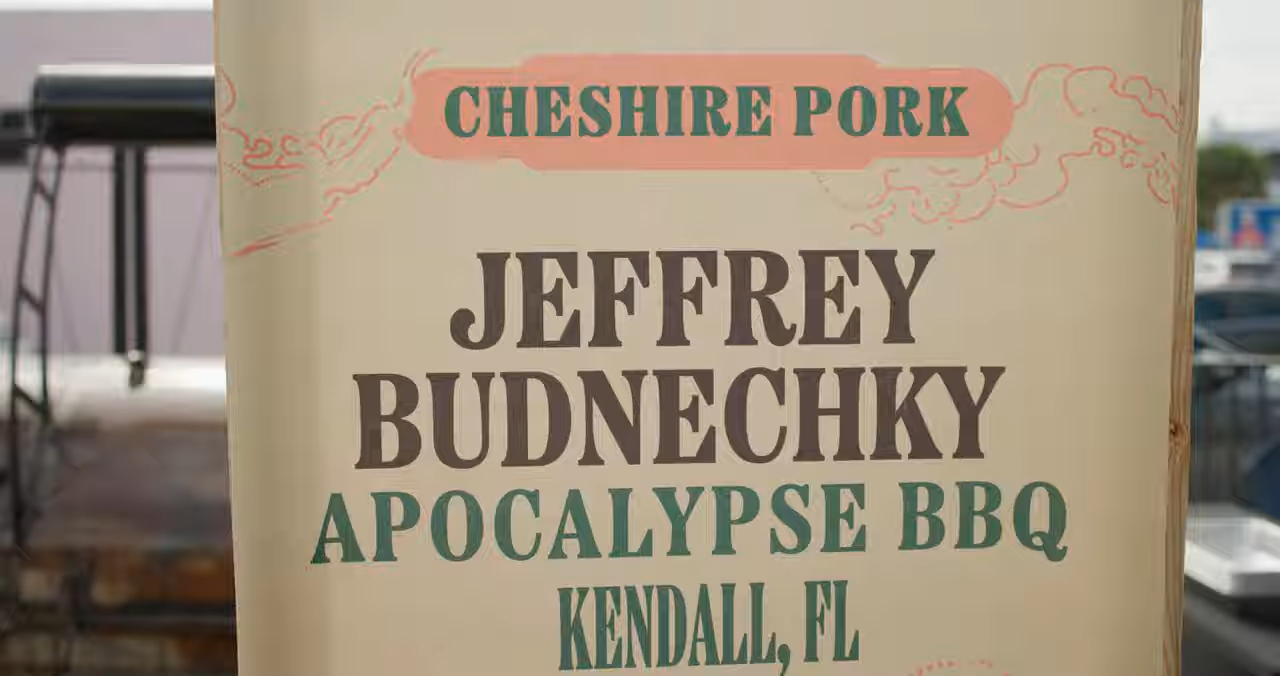 CHESHIRE PORK
JEFFREY
BUDNECHKY
APOCALYPSE BBQ
KENDALL, FL